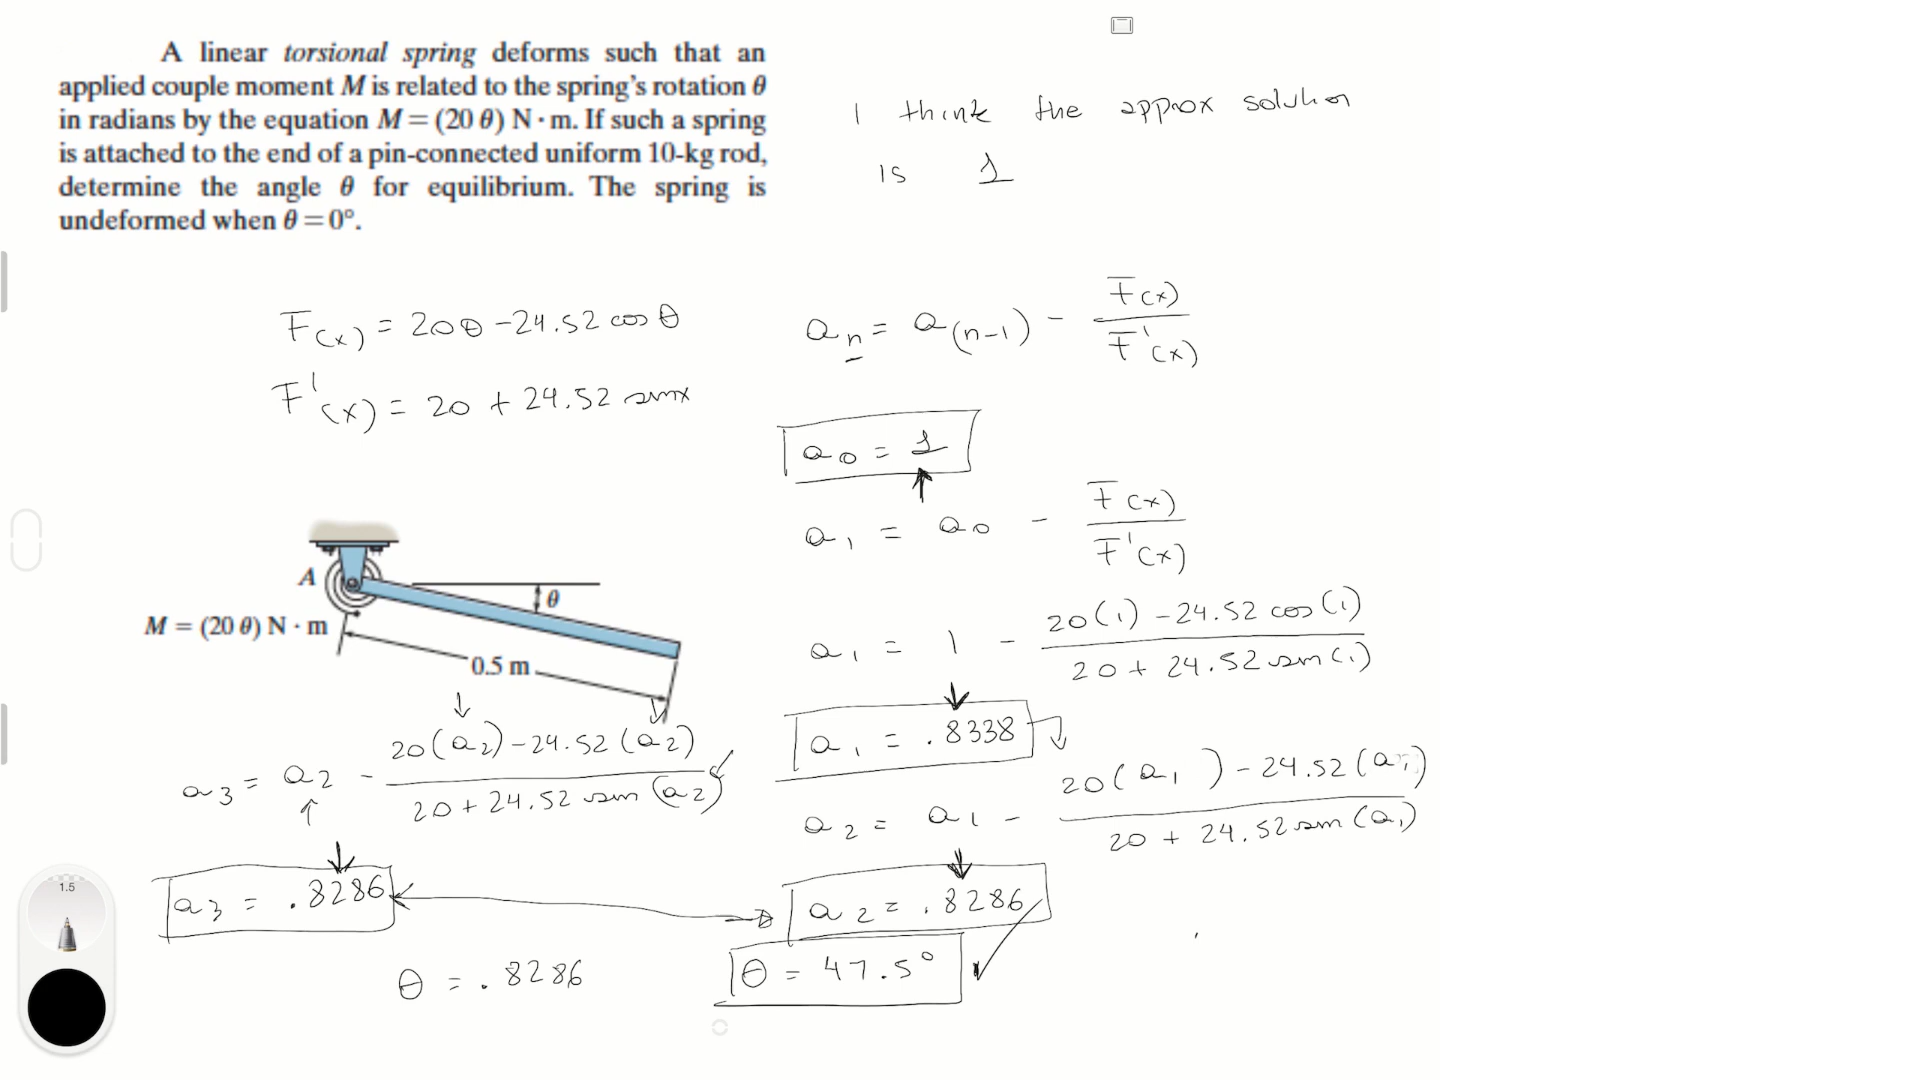 A linear torsional spring deforms such that an
applied couple moment M is related to the spring's rotation θ
in radians by the equation M = (20 θ) N · m. If such a spring
is attached to the end of a pin-connected uniform 10-kg rod,
determine the angle θ for equilibrium. The spring is
undeformed when θ = 0°.
I think the approx solution
is 1
F(x) = 20θ - 24.52 cos θ
F'(x) = 20 + 24.52 sin x
aₙ = a(n-1) - F(x) / F'(x)
a₀ = 1
a₁ = a₀ - F(x) / F'(x)
a₁ = 1 - 20(1) - 24.52 cos(1) / 20 + 24.52 sin(1)
a₁ = .8338
a₂ = a₁ - 20(a₁) - 24.52(a₁) / 20 + 24.52 sin(a₁)
a₂ = .8286
θ = 47.5°
A
θ
M = (20 θ) N · m
0.5 m
a₃ = a₂ - 20(a₂) - 24.52(a₂) / 20 + 24.52 sin(a₂)
a₃ = .8286
θ = .8286
1.5